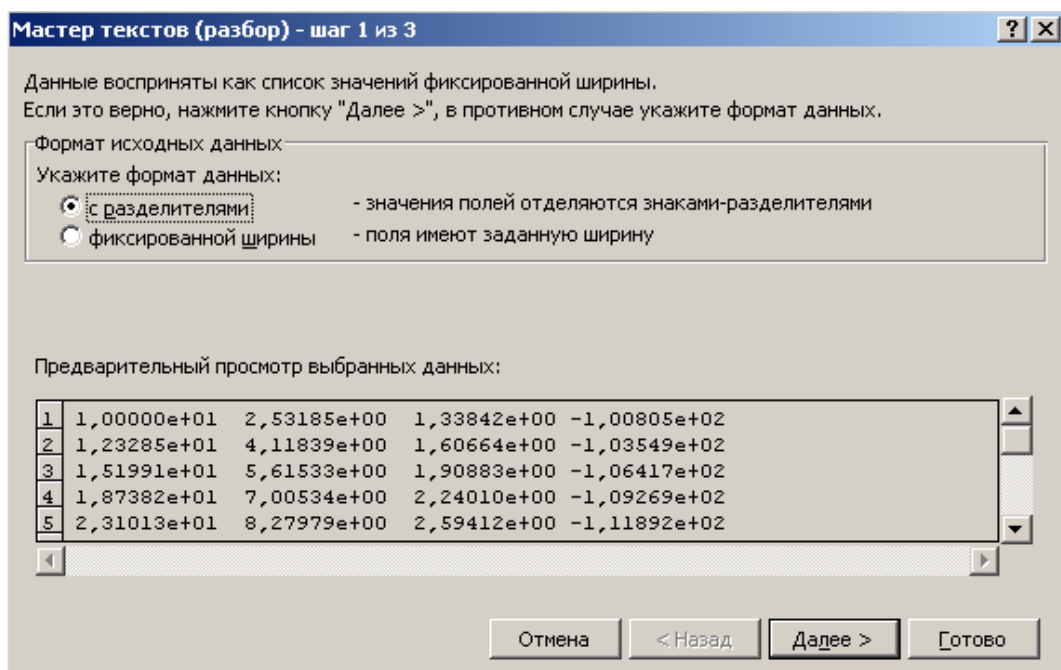 Мастер текстов (разбор) - шаг 1 из 3
Данные восприняты как список значений фиксированной ширины.
Если это верно, нажмите кнопку "Далее >", в противном случае укажите формат данных.
Формат исходных данных
Укажите формат данных:
с разделителями - значения полей отделяются знаками-разделителями
фиксированной ширины - поля имеют заданную ширину
Предварительный просмотр выбранных данных:
1 1,00000e+01 2,53185e+00 1,33842e+00 -1,00805e+02
2 1,23285e+01 4,11839e+00 1,60664e+00 -1,03549e+02
3 1,51991e+01 5,61533e+00 1,90883e+00 -1,06417e+02
4 1,87382e+01 7,00534e+00 2,24010e+00 -1,09269e+02
5 2,31013e+01 8,27979e+00 2,59412e+00 -1,11892e+02
Отмена < Назад Далее > Готово